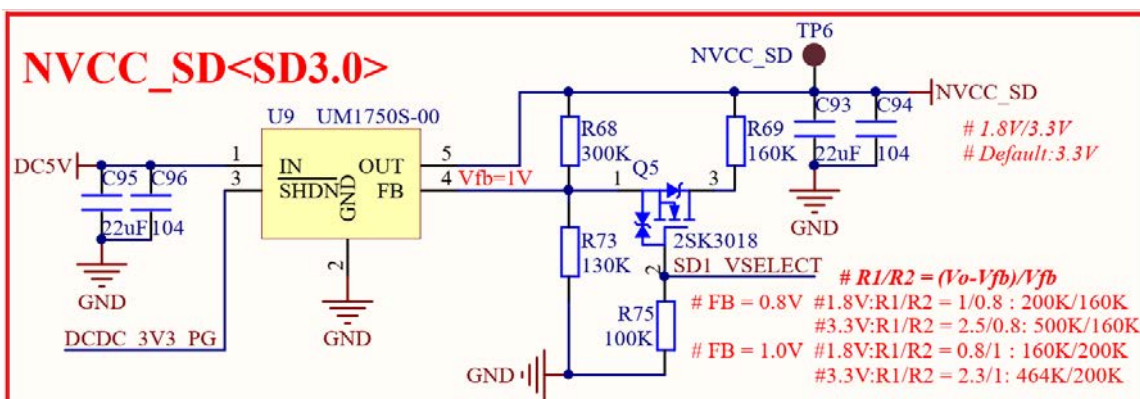 NVCC_SD<SD3.0>
TP6
NVCC_SD
U9 UM1750S-00
DC5V
1
IN
OUT
5
3
SHDN
FB
4
GND
2
Vfb=1V
C95
C96
22uF
104
GND
GND
DCDC_3V3_PG
R68
300K
R69
160K
C93
C94
22uF
104
GND
NVCC_SD
# 1.8V/3.3V
# Default:3.3V
1
Q5
3
2SK3018
2
SD1_VSELECT
R73
130K
R75
100K
GND
# R1/R2 = (Vo-Vfb)/Vfb
# FB = 0.8V #1.8V:R1/R2 = 1/0.8 : 200K/160K
#3.3V:R1/R2 = 2.5/0.8: 500K/160K
# FB = 1.0V #1.8V:R1/R2 = 0.8/1 : 160K/200K
#3.3V:R1/R2 = 2.3/1: 464K/200K